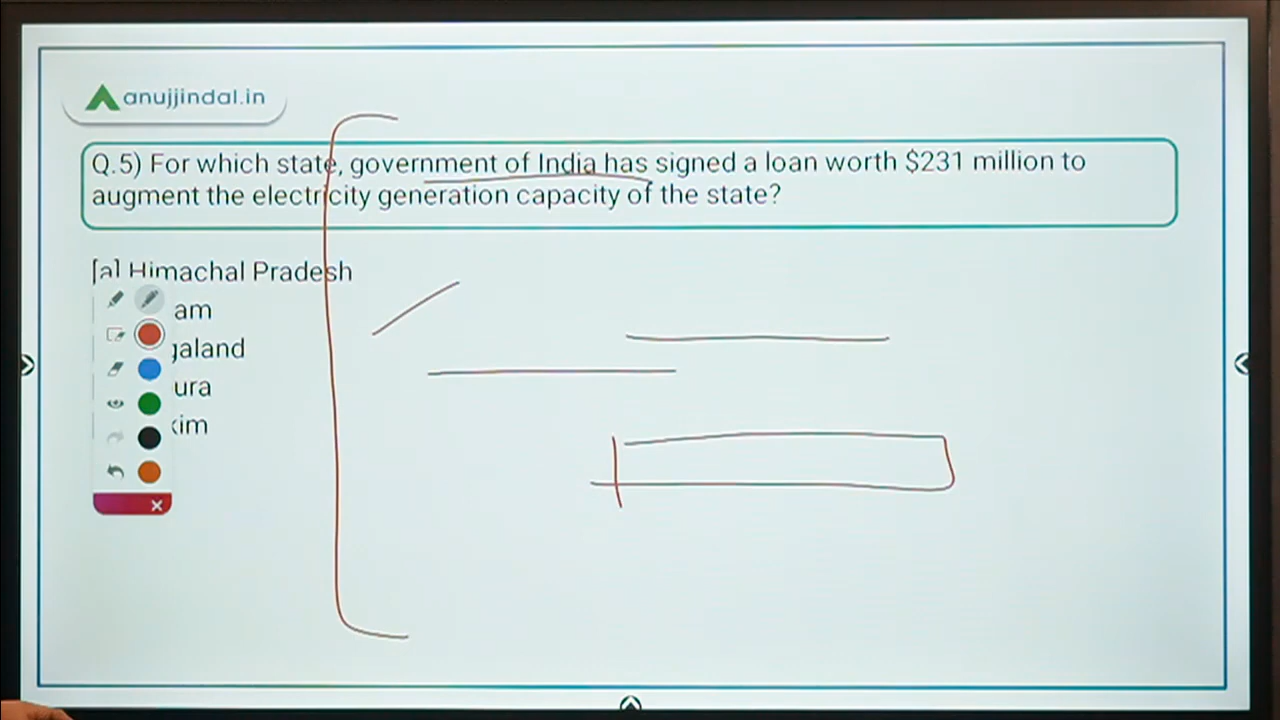 anujjindal.in
Q.5) For which state, government of India has signed a loan worth $231 million to
augment the electricity generation capacity of the state?
[a] Himachal Pradesh
am
galand
ura
kim